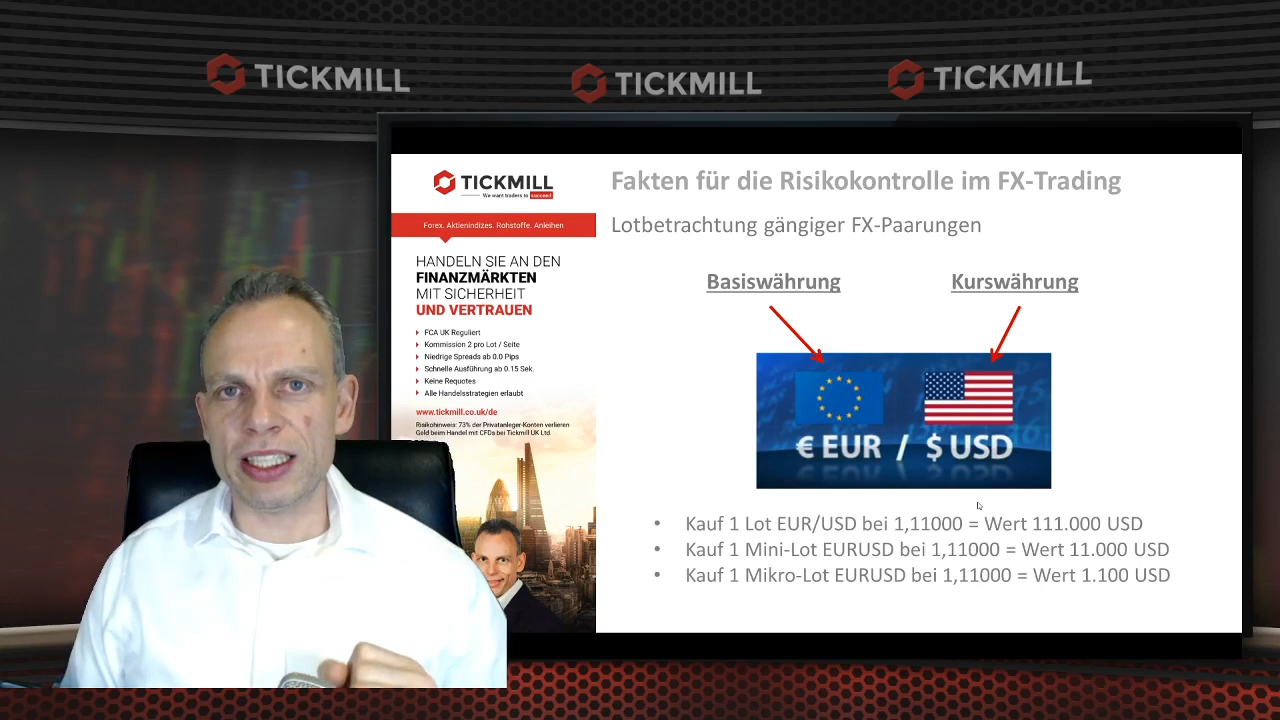 TICKMILL
TICKMILL
TICKMILL
TICKMILL
We want traders to succeed
Forex. Aktienindizes. Rohstoffe. Anleihen
HANDELN SIE AN DEN
FINANZMÄRKTEN
MIT SICHERHEIT
UND VERTRAUEN
FCA UK Reguliert
Kommission 2 pro Lot / Seite
Niedrige Spreads ab 0.0 Pips
Schnelle Ausführung ab 0.15 Sek.
Keine Requotes
Alle Handelsstrategien erlaubt
www.tickmill.co.uk/de
Risikohinweis: 73% der Privatanleger-Konten verlieren
Geld beim Handel mit CFDs bei Tickmill UK Ltd.
Fakten für die Risikokontrolle im FX-Trading
Lotbetrachtung gängiger FX-Paarungen
Basiswährung Kurswährung
€ EUR / $ USD
• Kauf 1 Lot EUR/USD bei 1,11000 = Wert 111.000 USD
• Kauf 1 Mini-Lot EURUSD bei 1,11000 = Wert 11.000 USD
• Kauf 1 Mikro-Lot EURUSD bei 1,11000 = Wert 1.100 USD